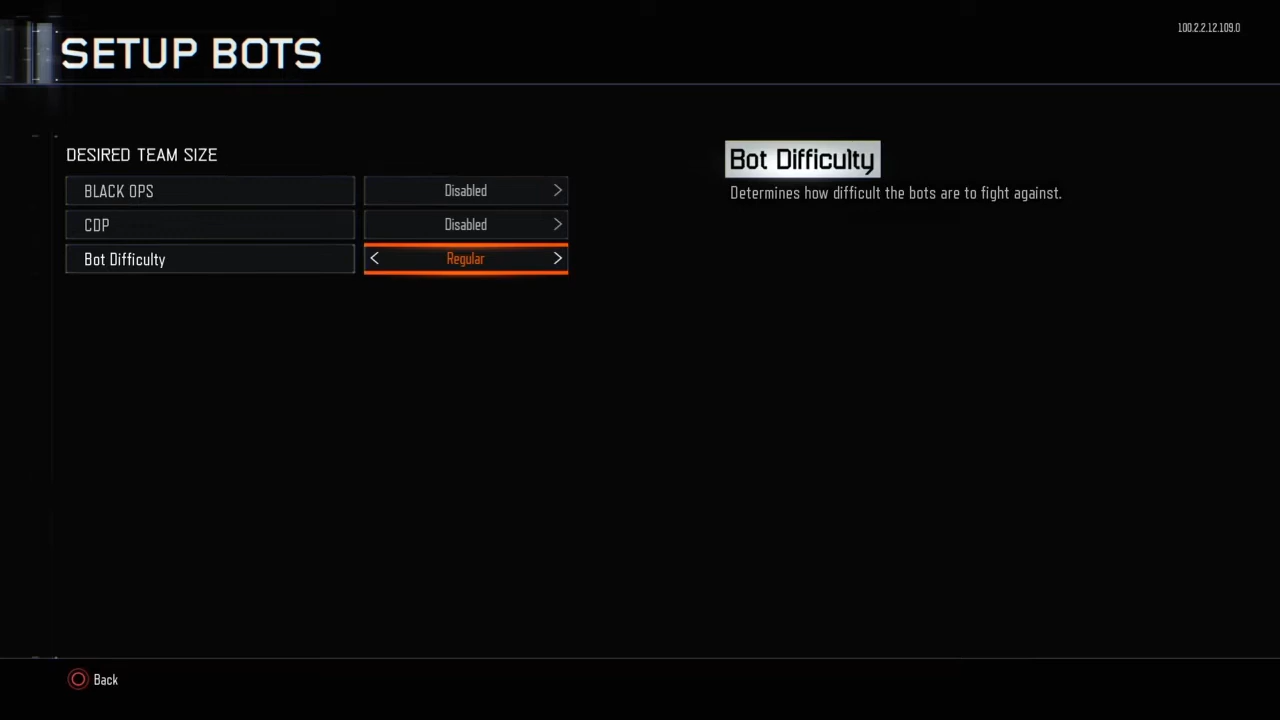 SETUP BOTS
100.2.2.12.109.0
DESIRED TEAM SIZE
BLACK OPS
Disabled
CDP
Disabled
Bot Difficulty
Regular
Bot Difficulty
Determines how difficult the bots are to fight against.
Back